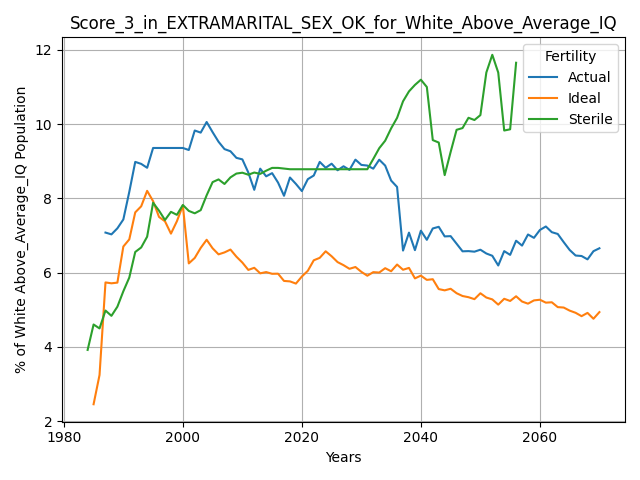 Score_3_in_EXTRAMARITAL_SEX_OK_for_White_Above_Average_IQ
% of White Above_Average_IQ Population
12
10
8
6
4
2
Fertility
Actual
Ideal
Sterile
1980 2000 2020 2040 2060
Years